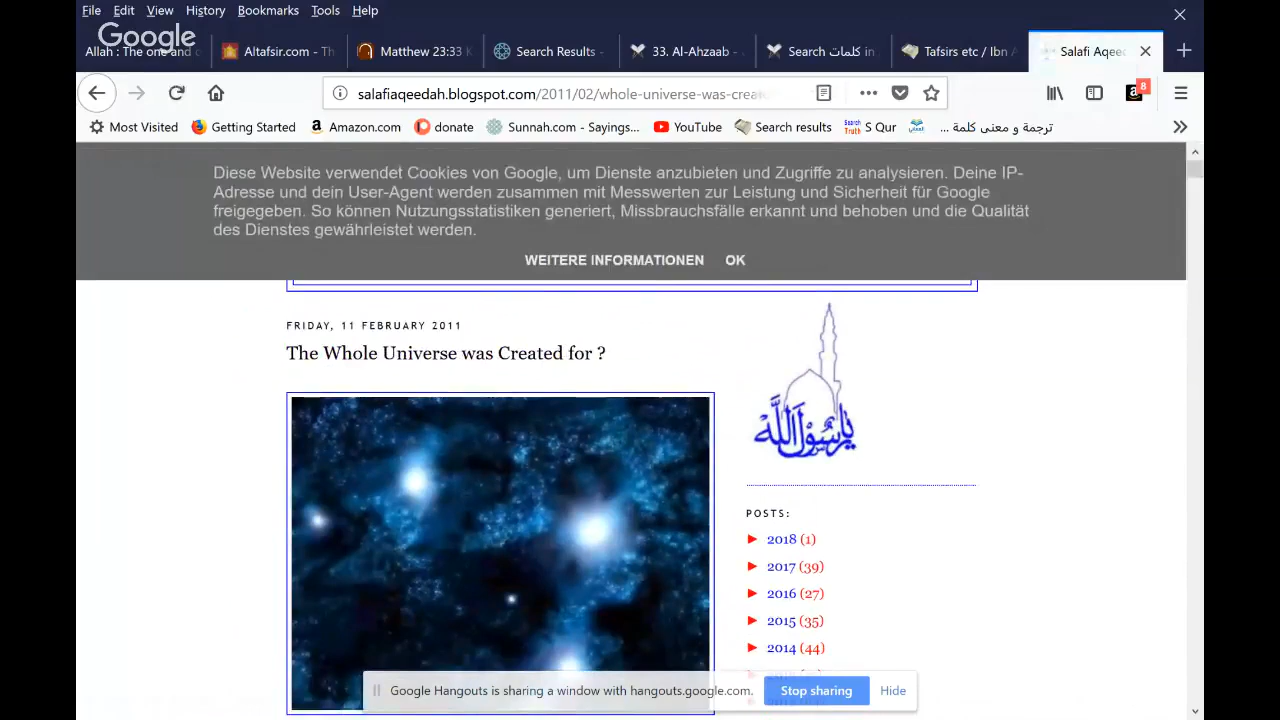 File Edit View History Bookmarks Tools Help
Google
Allah : The one and o
Altafsir.com - Th
Matthew 23:33 K
Search Results -
33. Al-Ahzaab -
Search كلمات in
Tafsirs etc / Ibn A
Salafi Aqeed
salafiaqeedah.blogspot.com/2011/02/whole-universe-was-crea
8
Most Visited Getting Started Amazon.com donate Sunnah.com - Sayings... YouTube Search results S Qur ترجمة و معنى كلمة ...
Diese Website verwendet Cookies von Google, um Dienste anzubieten und Zugriffe zu analysieren. Deine IP-
Adresse und dein User-Agent werden zusammen mit Messwerten zur Leistung und Sicherheit für Google
freigegeben. So können Nutzungsstatistiken generiert, Missbrauchsfälle erkannt und behoben und die Qualität
des Dienstes gewährleistet werden.
WEITERE INFORMATIONEN OK
FRIDAY, 11 FEBRUARY 2011
The Whole Universe was Created for ?
يا رسول الله
POSTS:
► 2018 (1)
► 2017 (39)
► 2016 (27)
► 2015 (35)
► 2014 (44)
Google Hangouts is sharing a window with hangouts.google.com. Stop sharing Hide